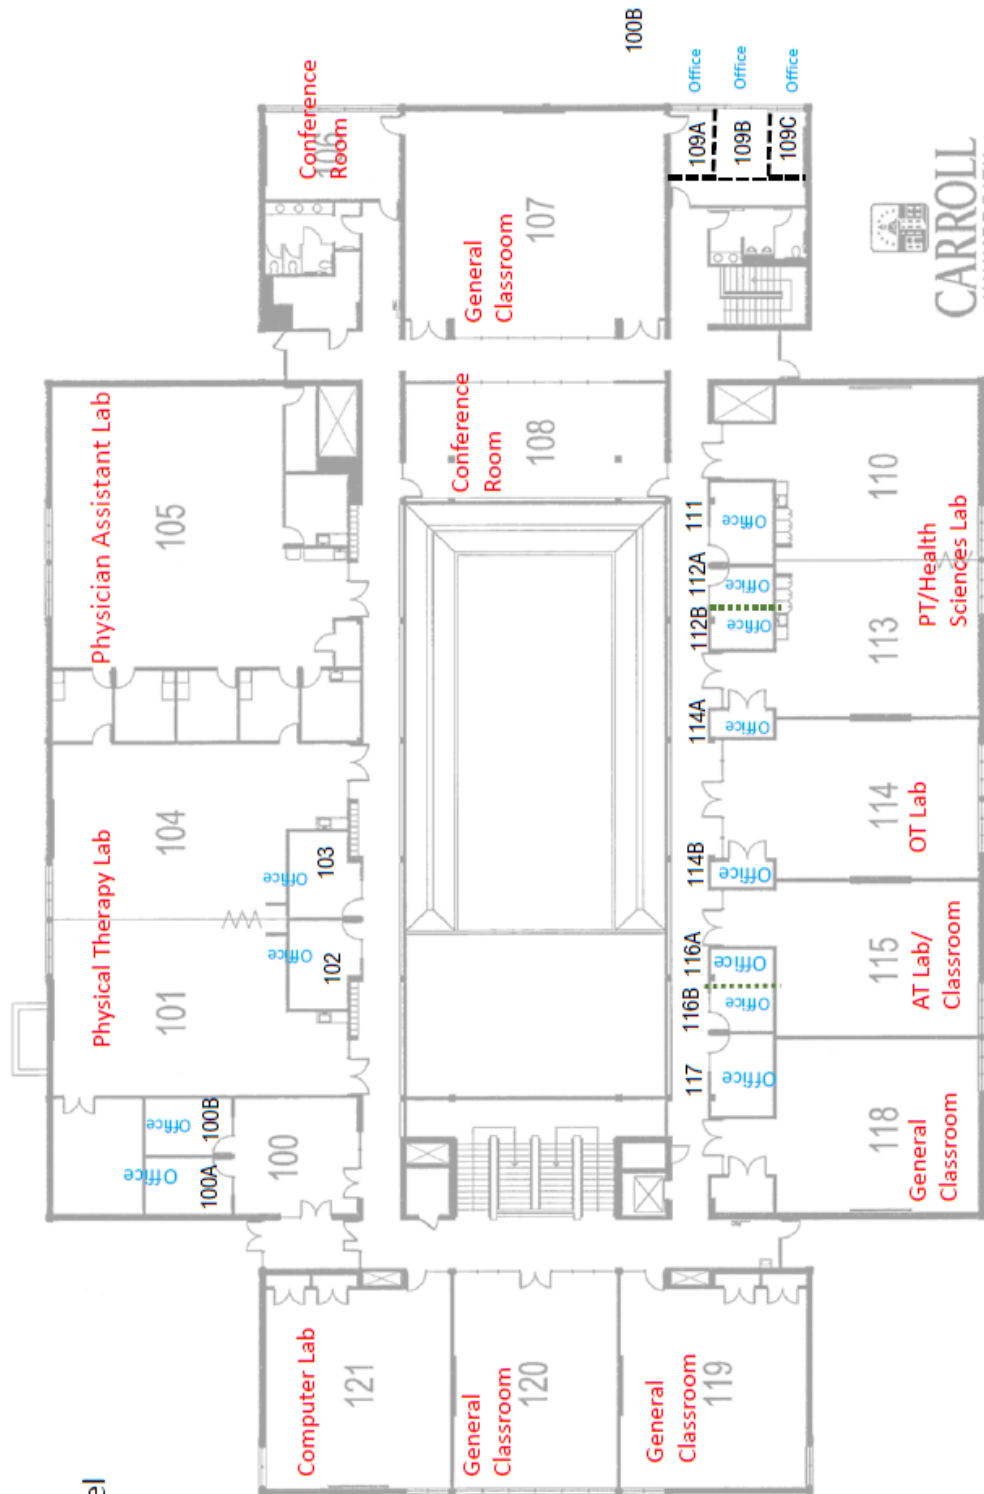 el
Physical Therapy Lab
Physician Assistant Lab
Office
100A
Office
100B
100
101
Office
102
Office
103
104
105
Conference
Room
106
Computer Lab
121
General
Classroom
120
General
Classroom
119
Conference
Room
108
General
Classroom
107
100B
117
116B
116A
114B
114A
112B
112A
111
Office
Office
Office
Office
Office
Office
Office
Office
118
General
Classroom
115
AT Lab/
Classroom
114
OT Lab
113
110
PT/Health
Sciences Lab
109A
Office
109B
Office
109C
Office
CARROLL